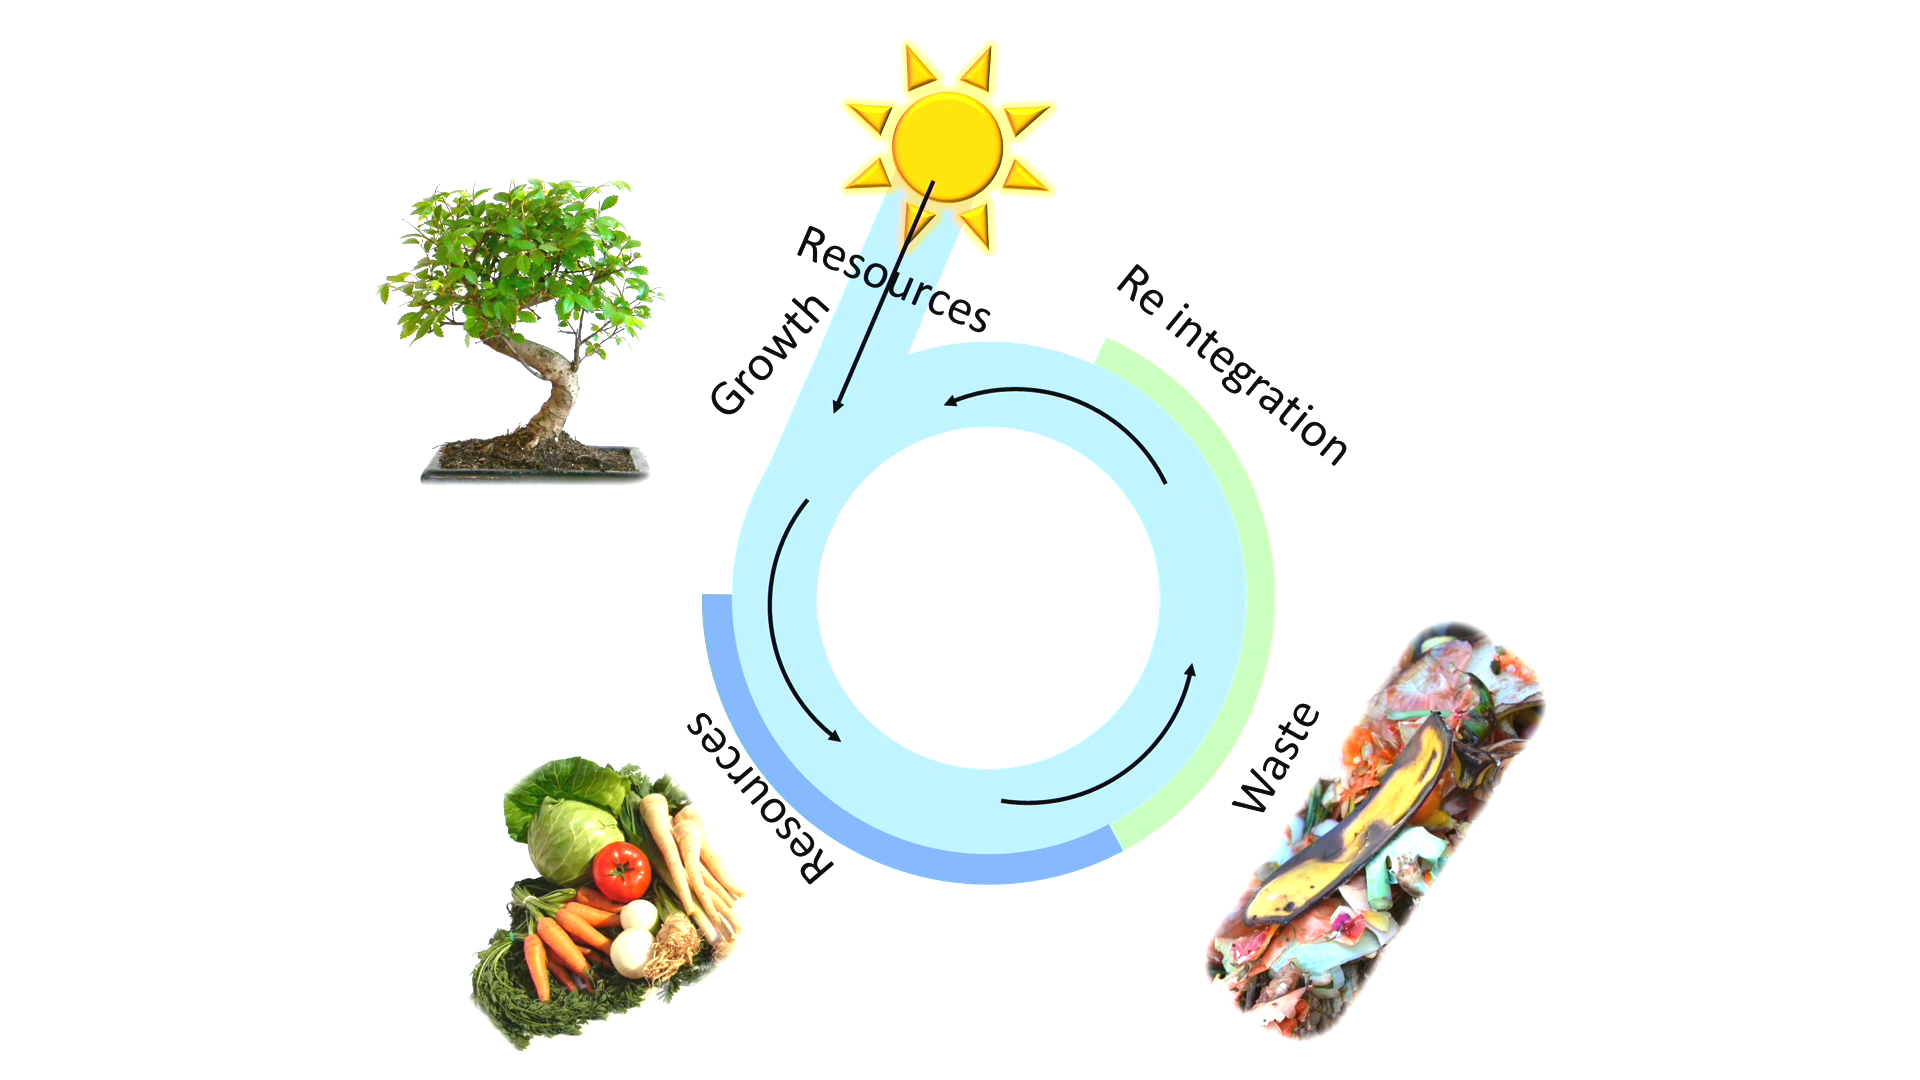 Resources
Growth
Re integration
Resources
Waste